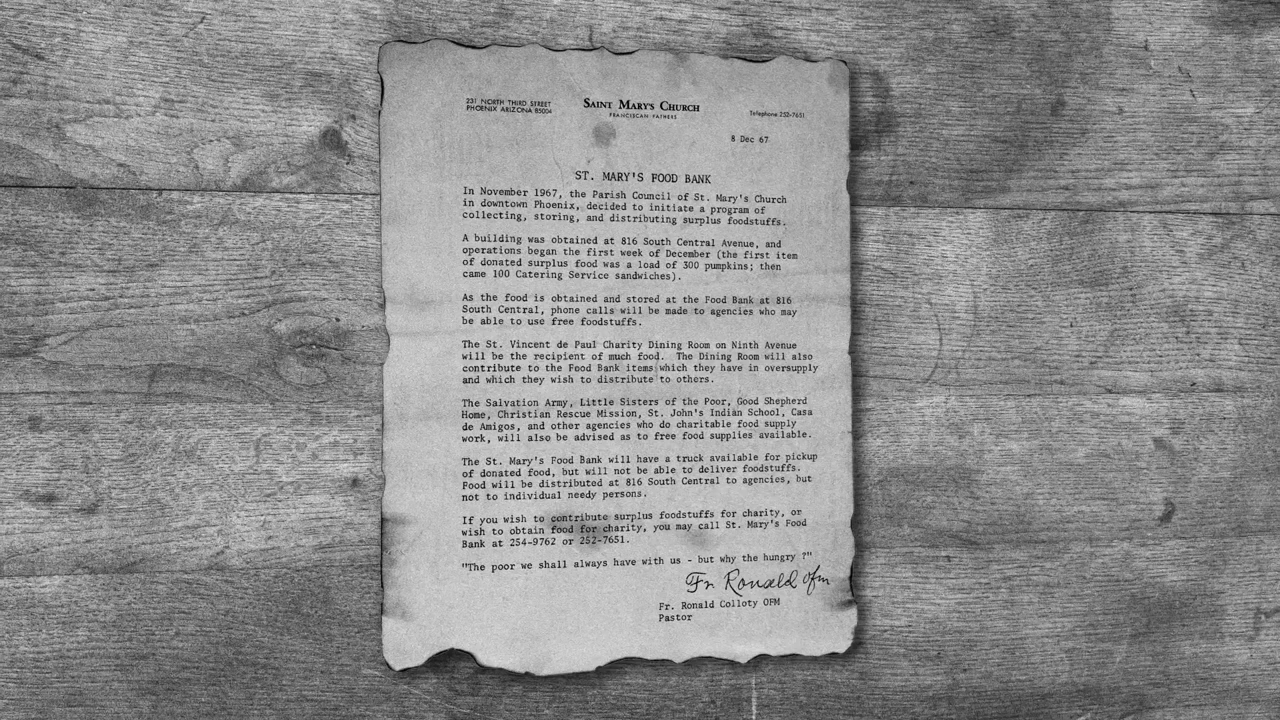 231 NORTH THIRD STREET
PHOENIX ARIZONA 85004
SAINT MARY'S CHURCH
FRANCISCAN FATHERS
Telephone 252-7651
8 Dec 67
ST. MARY'S FOOD BANK
In November 1967, the Parish Council of St. Mary's Church
in downtown Phoenix, decided to initiate a program of
collecting, storing, and distributing surplus foodstuffs.
A building was obtained at 816 South Central Avenue, and
operations began the first week of December (the first item
of donated surplus food was a load of 300 pumpkins; then
came 100 Catering Service sandwiches).
As the food is obtained and stored at the Food Bank at 816
South Central, phone calls will be made to agencies who may
be able to use free foodstuffs.
The St. Vincent de Paul Charity Dining Room on Ninth Avenue
will be the recipient of much food. The Dining Room will also
contribute to the Food Bank items which they have in oversupply
and which they wish to distribute to others.
The Salvation Army, Little Sisters of the Poor, Good Shepherd
Home, Christian Rescue Mission, St. John's Indian School, Casa
de Amigos, and other agencies who do charitable food supply
work, will also be advised as to free food supplies available.
The St. Mary's Food Bank will have a truck available for pickup
of donated food, but will not be able to deliver foodstuffs.
Food will be distributed at 816 South Central to agencies, but
not to individual needy persons.
If you wish to contribute surplus foodstuffs for charity, or
wish to obtain food for charity, you may call St. Mary's Food
Bank at 254-9762 or 252-7651.
"The poor we shall always have with us - but why the hungry ?"
Fr Ronald ofm
Fr. Ronald Colloty OFM
Pastor